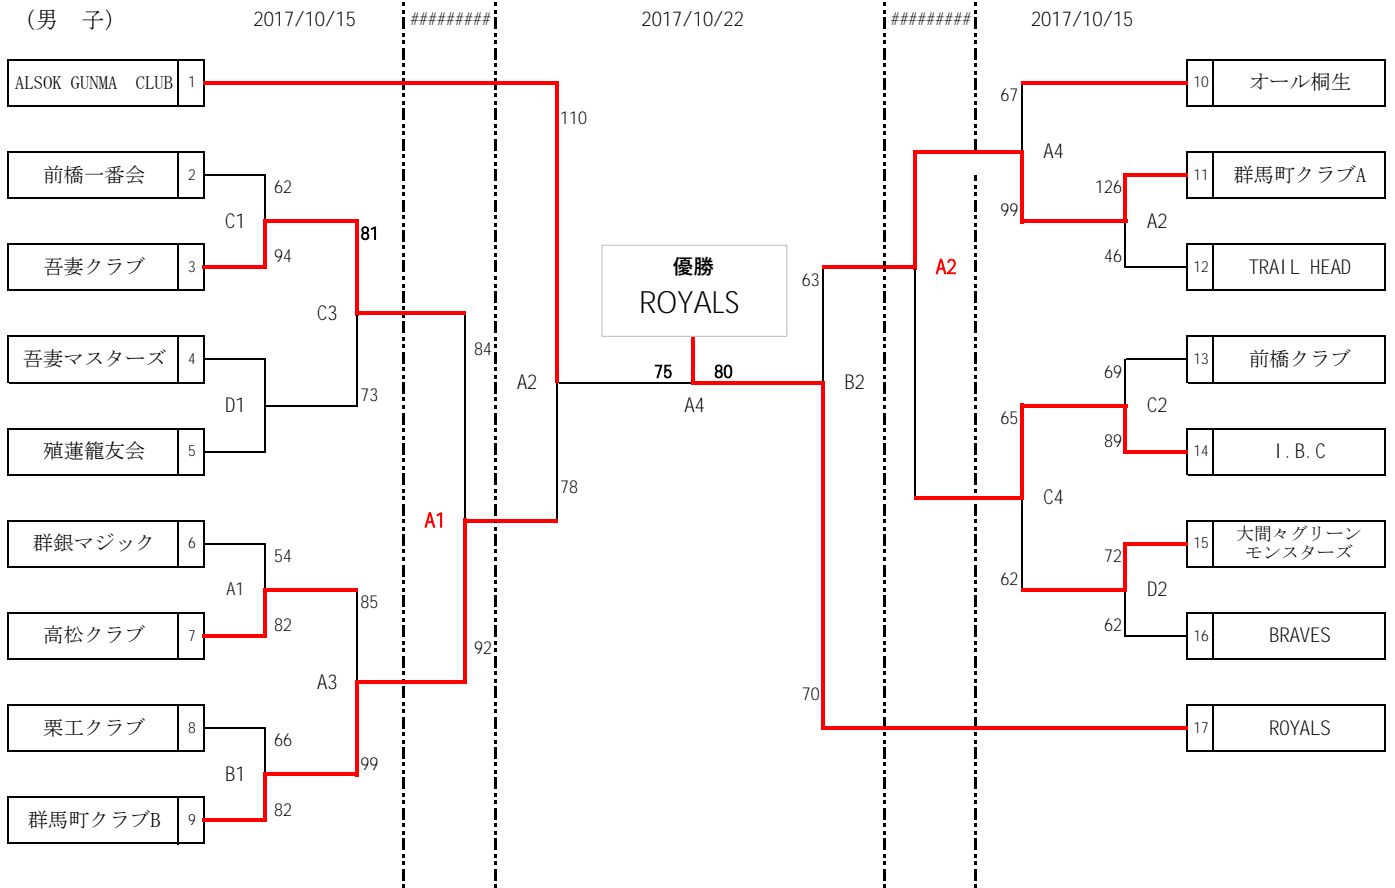 (男　子)
2017/10/15
#########
2017/10/22
#########
2017/10/15
ALSOK GUNMA　CLUB 1
前橋一番会 2
吾妻クラブ 3
吾妻マスターズ 4
殖蓮籠友会 5
群銀マジック 6
高松クラブ 7
栗工クラブ 8
群馬町クラブB 9
62
C1
94
D1
54
A1
82
66
B1
82
81
C3
73
85
A3
99
84
A1
92
110
A2
78
優勝
ROYALS
75 80
A4
63
B2
70
A2
67
A4
99
65
C4
62
126
A2
46
69
C2
89
72
D2
62
10 オール桐生
11 群馬町クラブA
12 TRAIL HEAD
13 前橋クラブ
14 I.B.C
15 大間々グリーン
モンスターズ
16 BRAVES
17 ROYALS